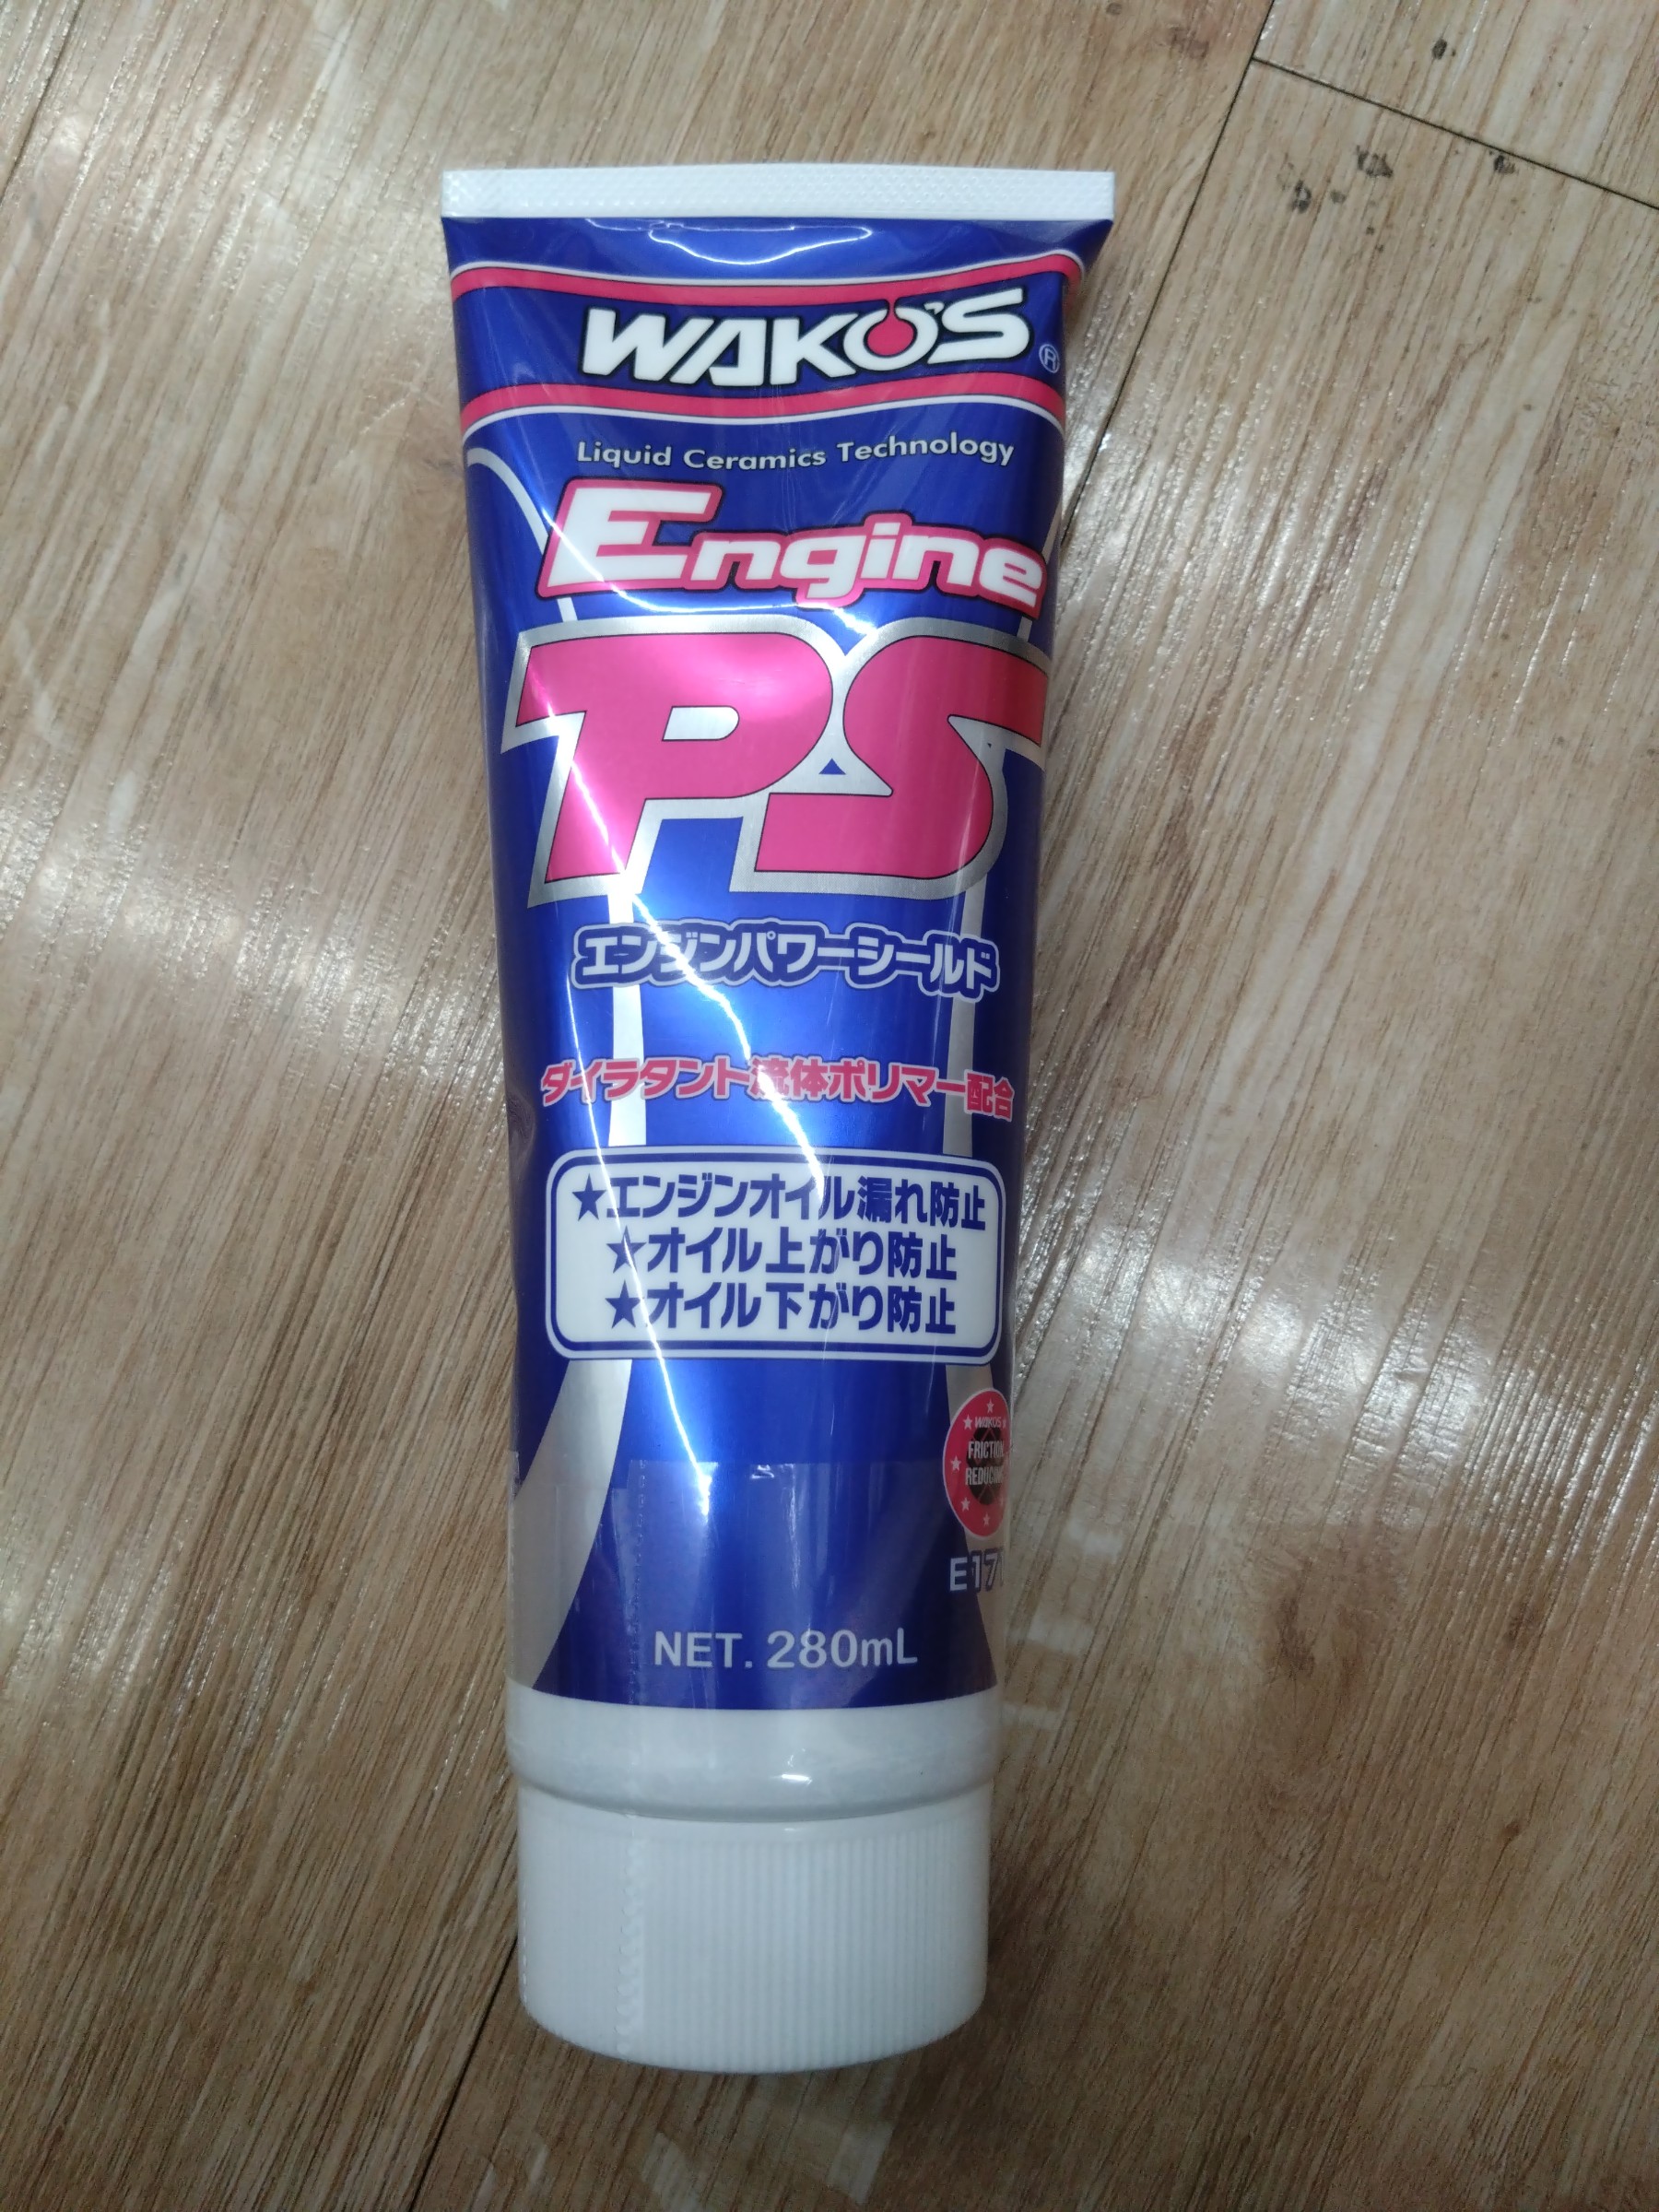 WAKO'S ®
Liquid Ceramics Technology
Engine
PS
エンジンパワーシールド
ダイラタント流体ポリマー配合
★エンジンオイル漏れ防止
★オイル上がり防止
★オイル下がり防止
WAKO'S
FRICTION
REDUCING
NET. 280mL